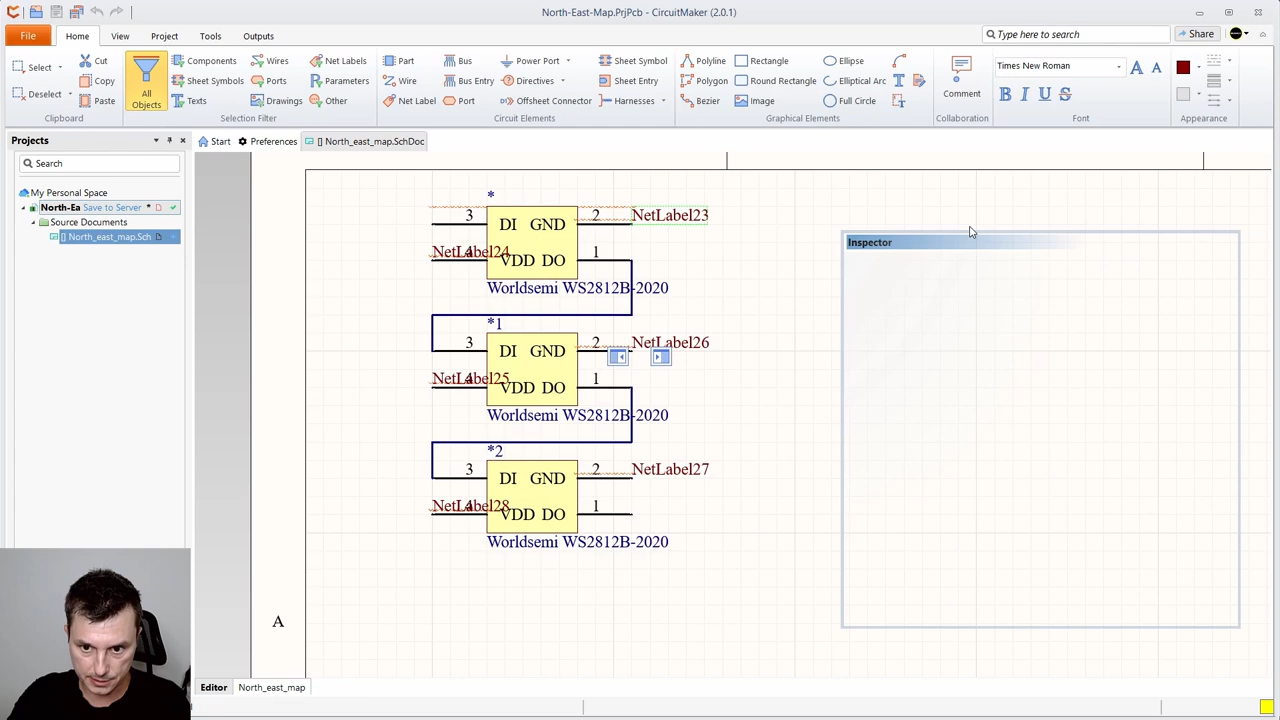 North-East-Map.PrjPcb - CircuitMaker (2.0.1)
File
Home
View
Project
Tools
Outputs
Type here to search
Share
Select
Deselect
Cut
Copy
Paste
Clipboard
All
Objects
Components
Sheet Symbols
Texts
Wires
Ports
Drawings
Net Labels
Parameters
Other
Selection Filter
Part
Wire
Net Label
Bus
Bus Entry
Port
Power Port
Directives
Offsheet Connector
Sheet Symbol
Sheet Entry
Harnesses
Circuit Elements
Polyline
Polygon
Bezier
Rectangle
Round Rectangle
Image
Ellipse
Elliptical Arc
Full Circle
Graphical Elements
Comment
Collaboration
Times New Roman
A A
B I U S
Font
Appearance
Projects
Search
My Personal Space
North-Ea Save to Server *
Source Documents
[] North_east_map.Sch
Start
Preferences
[] North_east_map.SchDoc
*
3 DI GND 2 NetLabel23
NetLabel24 4 VDD DO 1
Worldsemi WS2812B-2020
*1
3 DI GND 2 NetLabel26
NetLabel25 4 VDD DO 1
Worldsemi WS2812B-2020
*2
3 DI GND 2 NetLabel27
NetLabel28 4 VDD DO 1
Worldsemi WS2812B-2020
Inspector
A
Editor
North_east_map